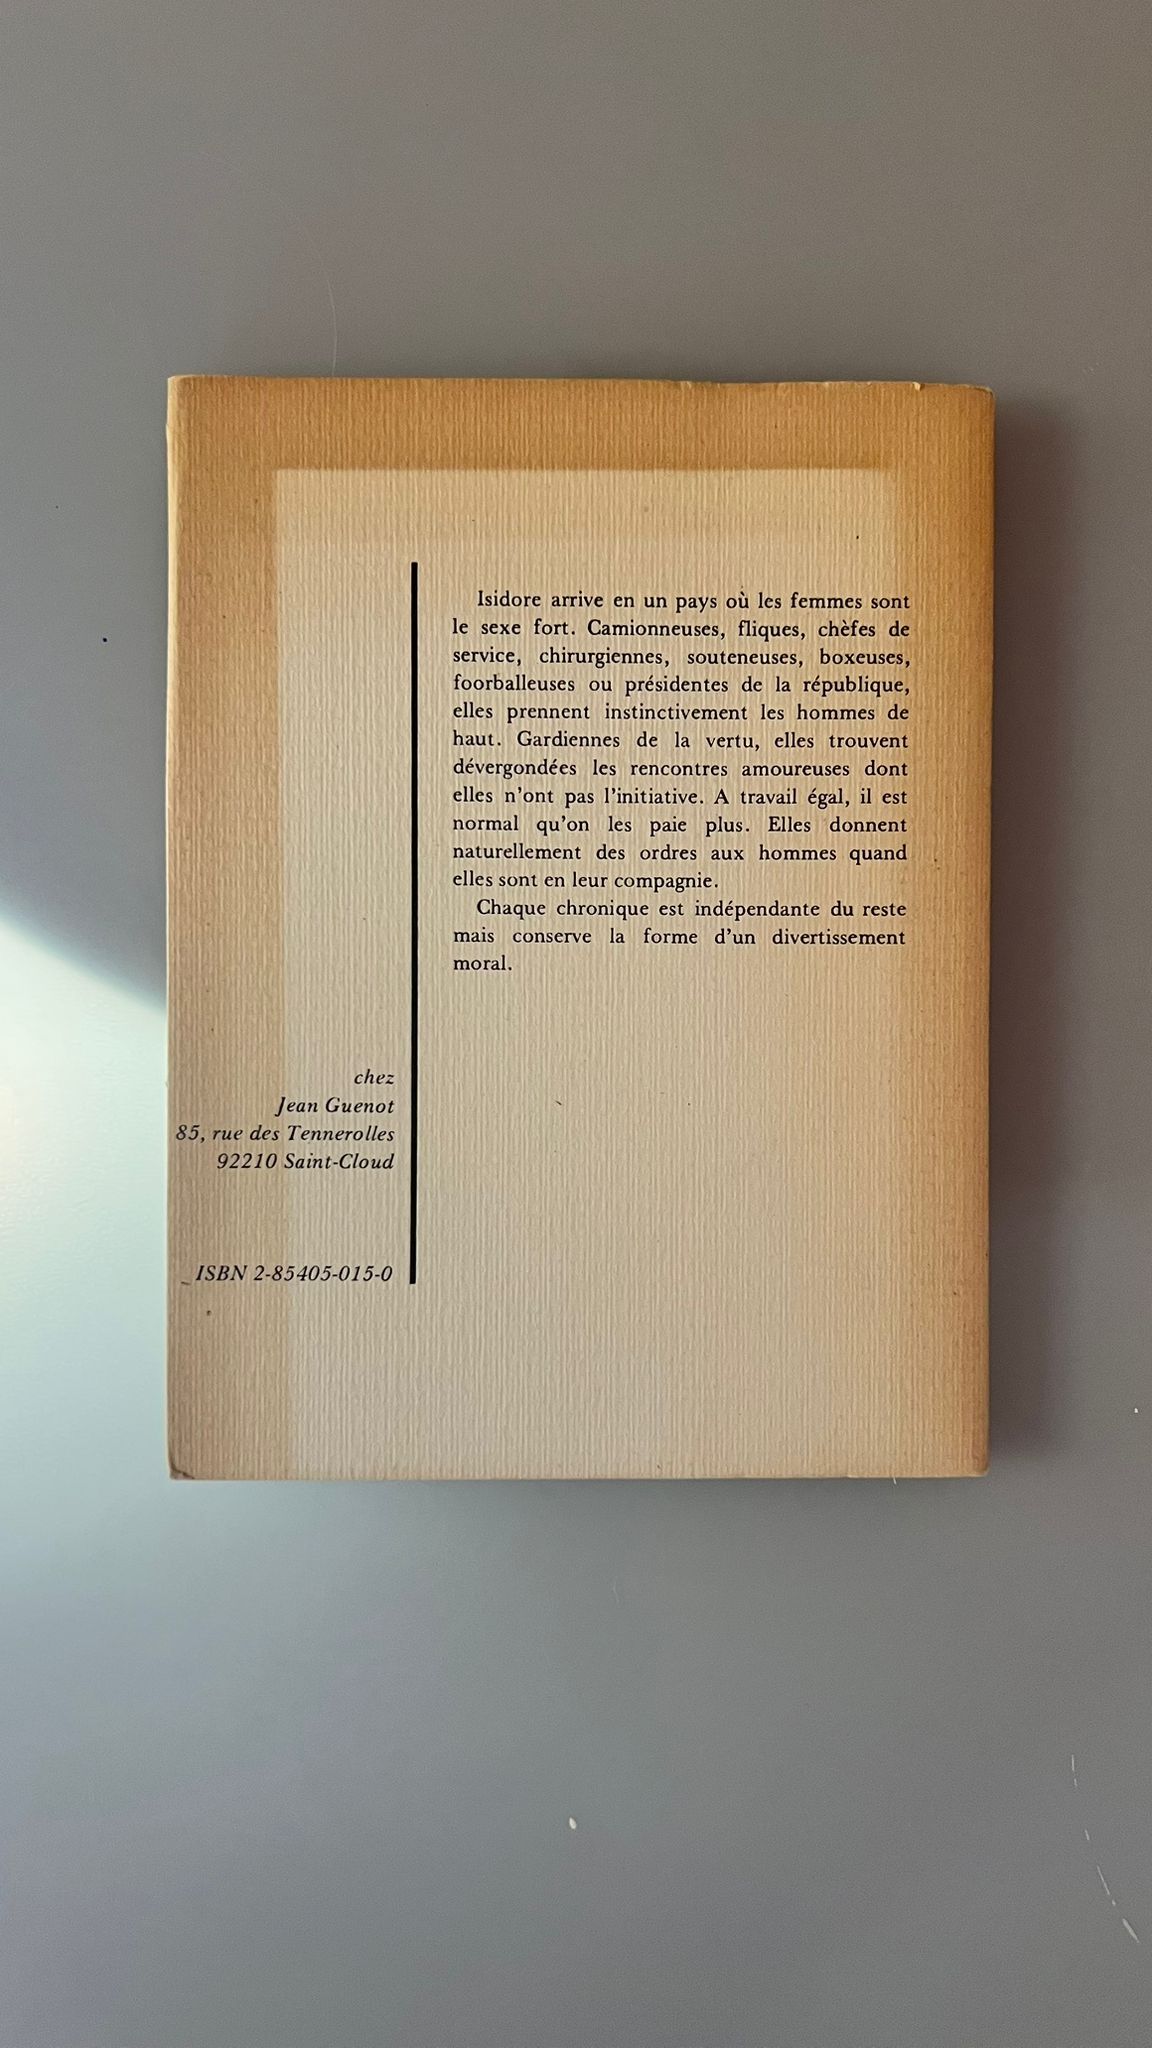 Isidore arrive en un pays où les femmes sont
le sexe fort. Camionneuses, fliques, chèfes de
service, chirurgiennes, souteneuses, boxeuses,
foorballeuses ou présidentes de la république,
elles prennent instinctivement les hommes de
haut. Gardiennes de la vertu, elles trouvent
dévergondées les rencontres amoureuses dont
elles n'ont pas l'initiative. A travail égal, il est
normal qu'on les paie plus. Elles donnent
naturellement des ordres aux hommes quand
elles sont en leur compagnie.
Chaque chronique est indépendante du reste
mais conserve la forme d'un divertissement
moral.
chez
Jean Guenot
85, rue des Tennerolles
92210 Saint-Cloud
ISBN 2-85405-015-0